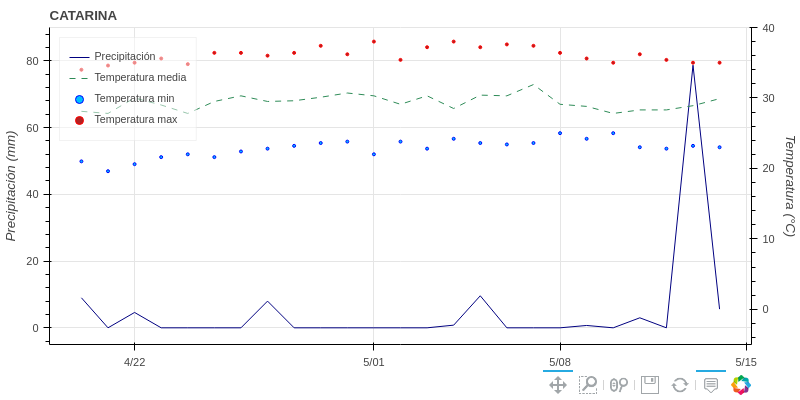 CATARINA
Precipitación
Temperatura media
Temperatura min
Temperatura max
Precipitación (mm)
80
60
40
20
0
40
30
20
10
0
Temperatura (°C)
4/22
5/01
5/08
5/15